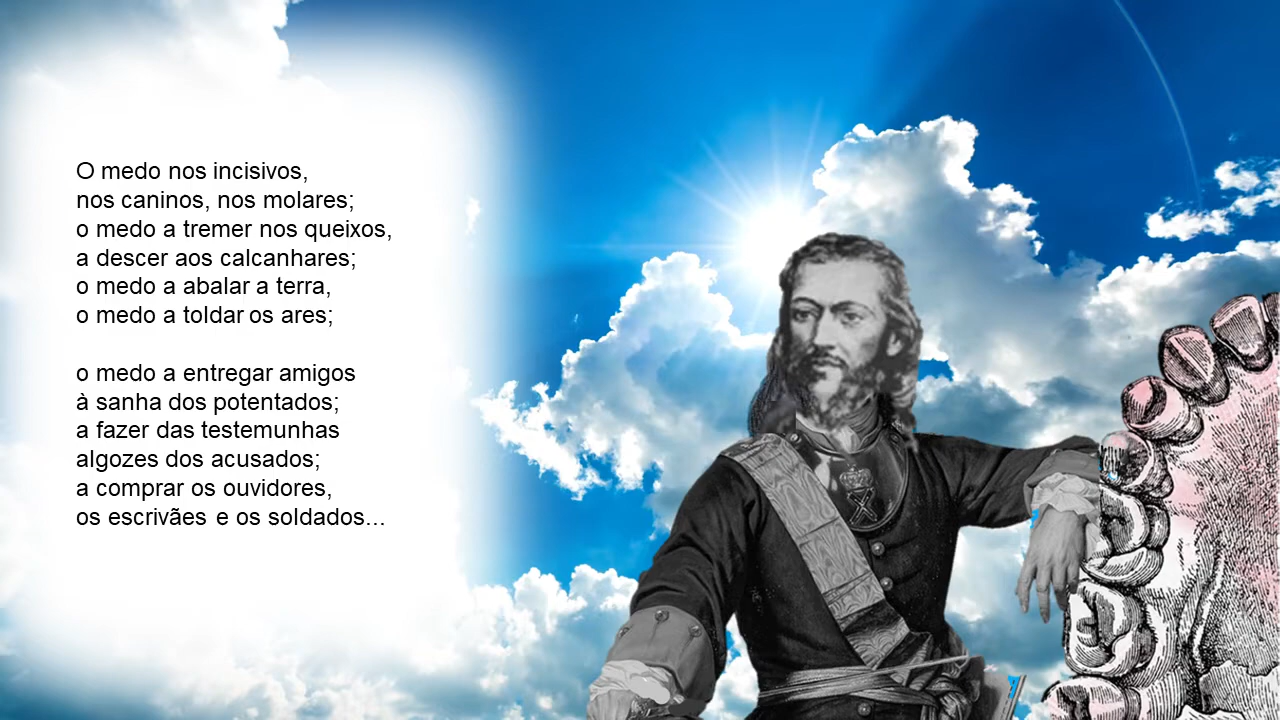 O medo nos incisivos,
nos caninos, nos molares;
o medo a tremer nos queixos,
a descer aos calcanhares;
o medo a abalar a terra,
o medo a toldar os ares;
o medo a entregar amigos
à sanha dos potentados;
a fazer das testemunhas
algozes dos acusados;
a comprar os ouvidores,
os escrivães e os soldados...